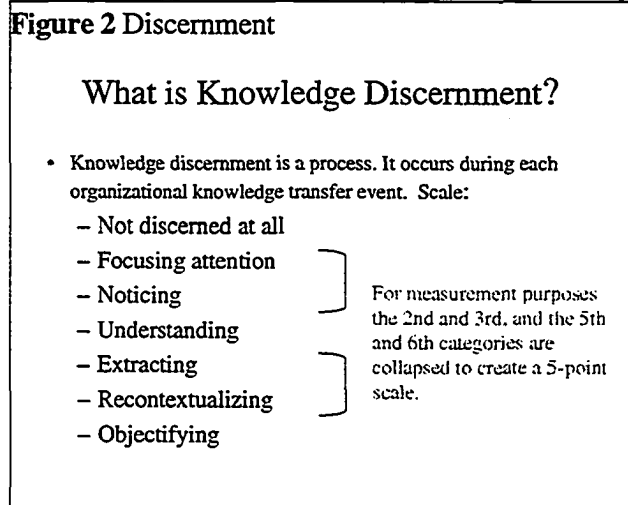 Figure 2 Discernment
What is Knowledge Discernment?
• Knowledge discernment is a process. It occurs during each
organizational knowledge transfer event. Scale:
– Not discerned at all
– Focusing attention
– Noticing
– Understanding
– Extracting
– Recontextualizing
– Objectifying
For measurement purposes
the 2nd and 3rd, and the 5th
and 6th categories are
collapsed to create a 5-point
scale.